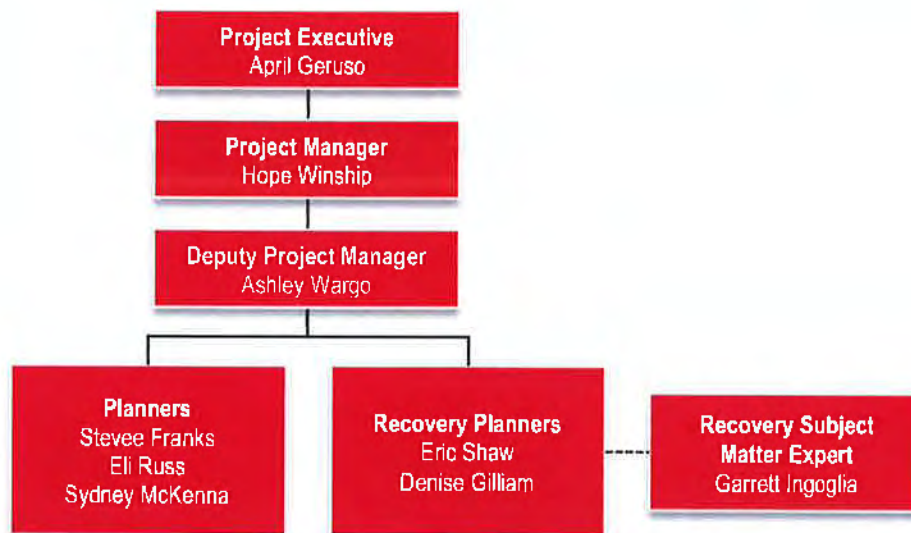 Project Executive
April Geruso
Project Manager
Hope Winship
Deputy Project Manager
Ashley Wargo
Planners
Stevee Franks
Eli Russ
Sydney McKenna
Recovery Planners
Eric Shaw
Denise Gilliam
Recovery Subject
Matter Expert
Garrett Ingoglia